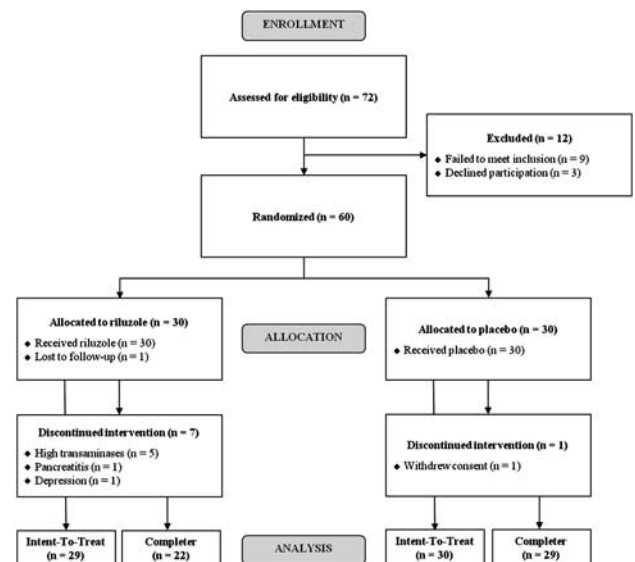 ENROLLMENT
Assessed for eligibility (n = 72)
Excluded (n = 12)
◆ Failed to meet inclusion (n = 9)
◆ Declined participation (n = 3)
Randomized (n = 60)
Allocated to riluzole (n = 30)
◆ Received riluzole (n = 30)
◆ Lost to follow-up (n = 1)
ALLOCATION
Allocated to placebo (n = 30)
◆ Received placebo (n = 30)
Discontinued intervention (n = 7)
◆ High transaminases (n = 5)
◆ Pancreatitis (n = 1)
◆ Depression (n = 1)
Discontinued intervention (n = 1)
◆ Withdrew consent (n = 1)
Intent-To-Treat
(n = 29)
Completer
(n = 22)
ANALYSIS
Intent-To-Treat
(n = 30)
Completer
(n = 29)